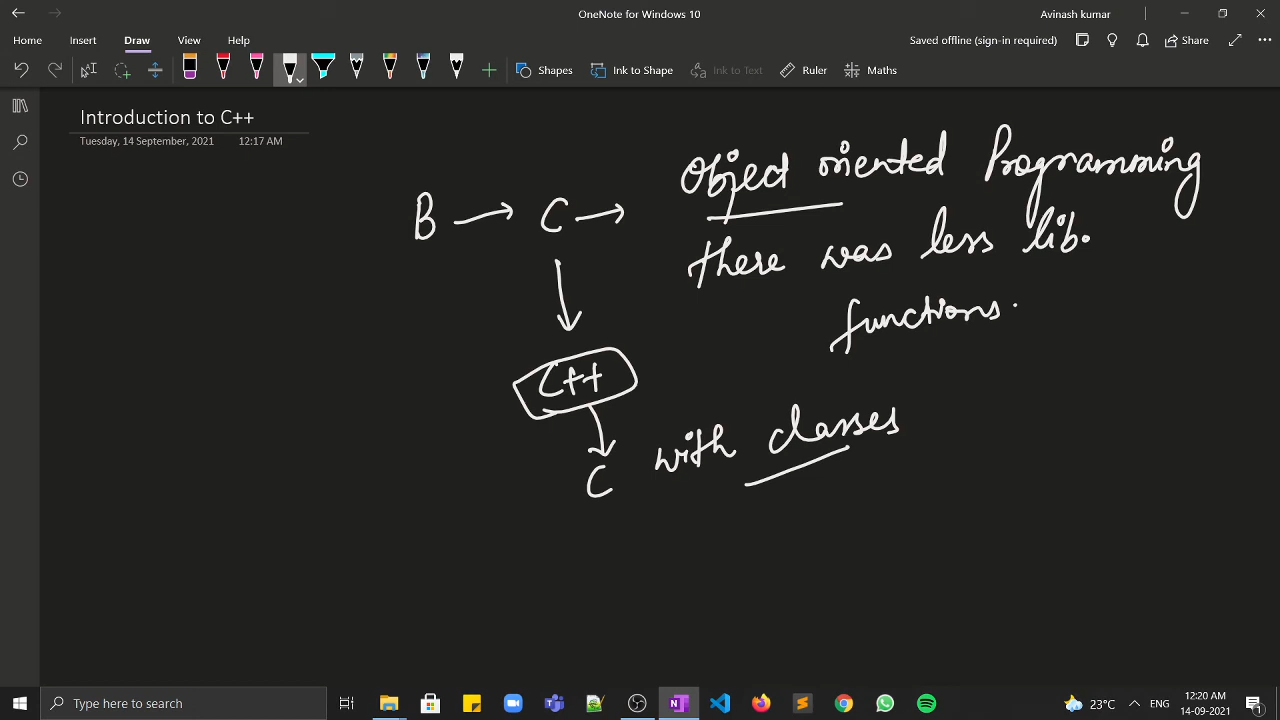 OneNote for Windows 10
Avinash kumar
Home Insert Draw View Help
Saved offline (sign-in required)
Share
Shapes
Ink to Shape
Ink to Text
Ruler
Maths
Introduction to C++
Tuesday, 14 September, 2021 12:17 AM
B → C → Object oriented Programming
there was less lib.
functions.
C++
C with classes
Type here to search
23°C
ENG
12:20 AM
14-09-2021